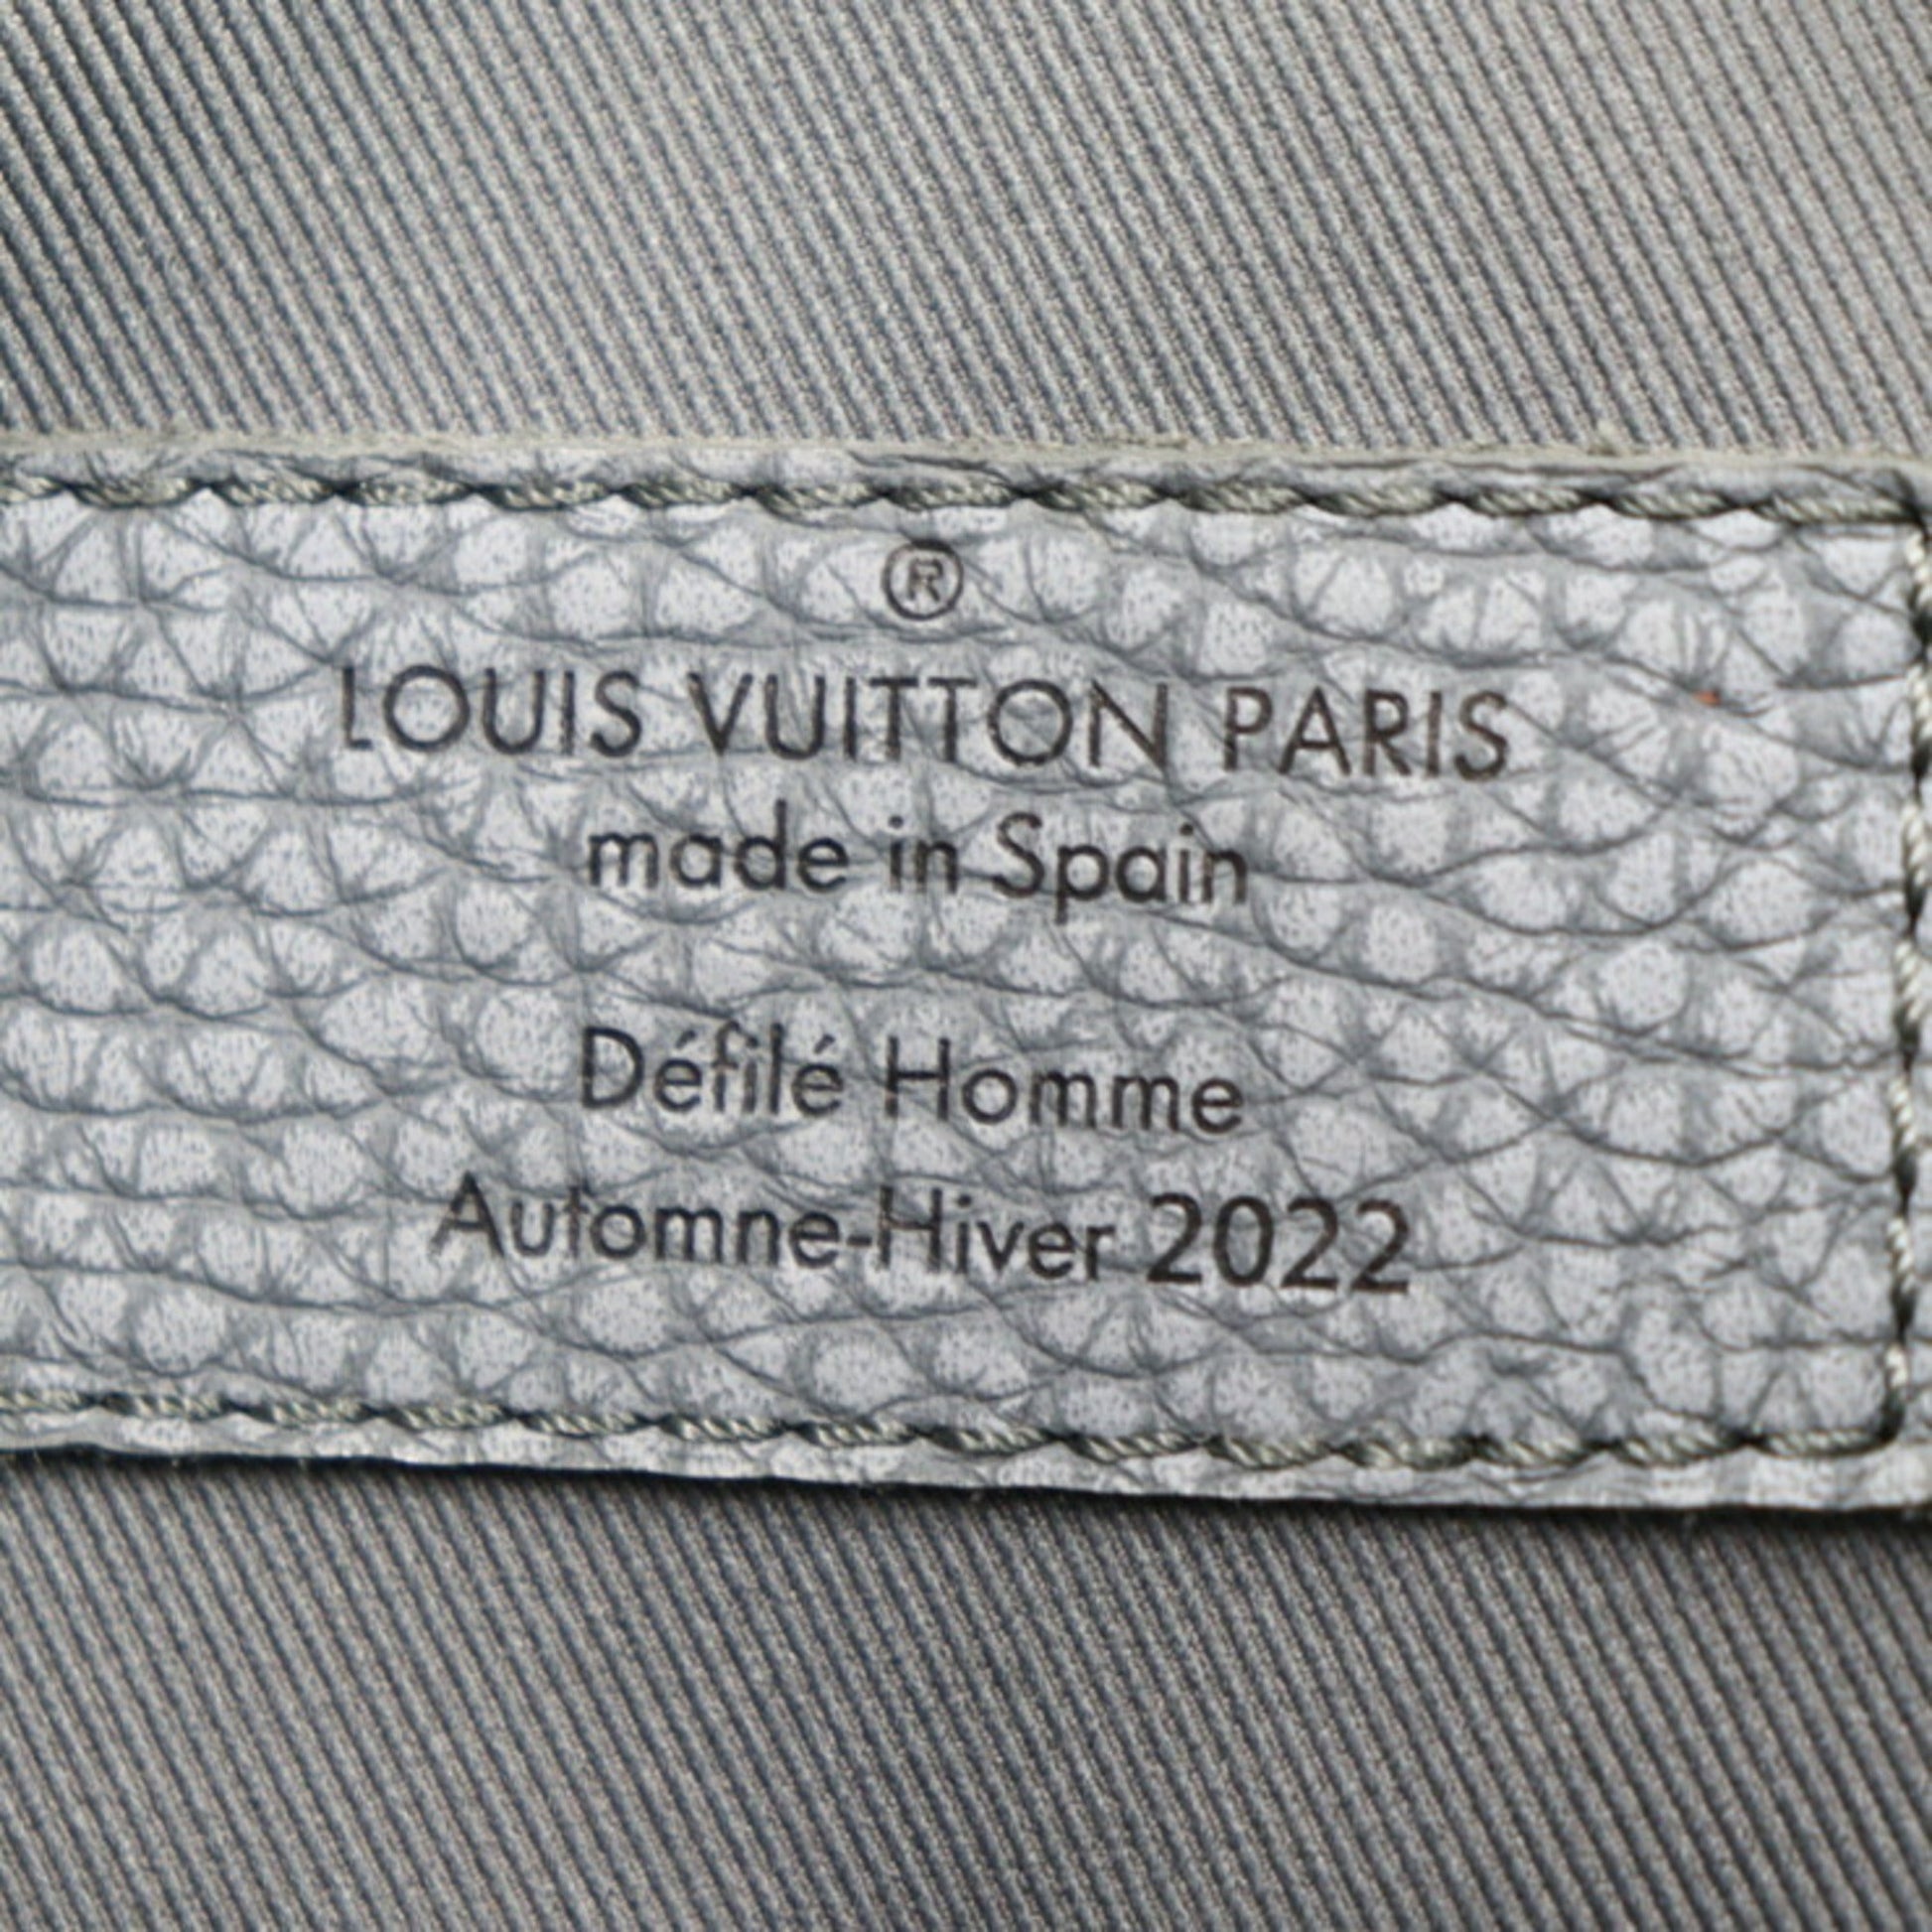 ®
LOUIS VUITTON PARIS
made in Spain
Défilé Homme
Automne-Hiver 2022